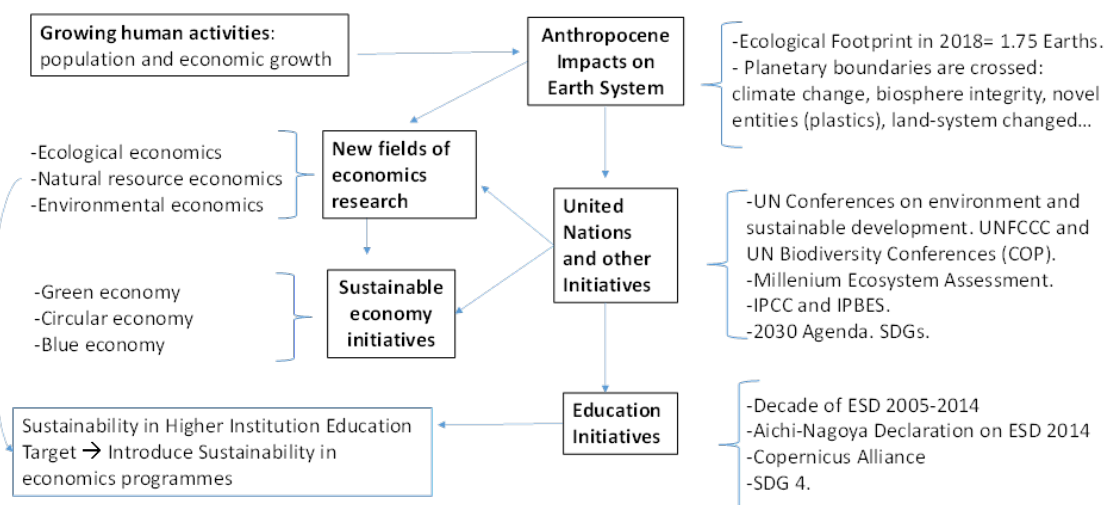 Growing human activities:
population and economic growth
Anthropocene
Impacts on
Earth System
-Ecological Footprint in 2018= 1.75 Earths.
- Planetary boundaries are crossed:
climate change, biosphere integrity, novel
entities (plastics), land-system changed...
-Ecological economics
-Natural resource economics
-Environmental economics
New fields of
economics
research
United
Nations
and other
Initiatives
-UN Conferences on environment and
sustainable development. UNFCCC and
UN Biodiversity Conferences (COP).
-Millenium Ecosystem Assessment.
-IPCC and IPBES.
-2030 Agenda. SDGs.
-Green economy
-Circular economy
-Blue economy
Sustainable
economy
initiatives
Sustainability in Higher Institution Education
Target → Introduce Sustainability in
economics programmes
Education
Initiatives
-Decade of ESD 2005-2014
-Aichi-Nagoya Declaration on ESD 2014
-Copernicus Alliance
-SDG 4.